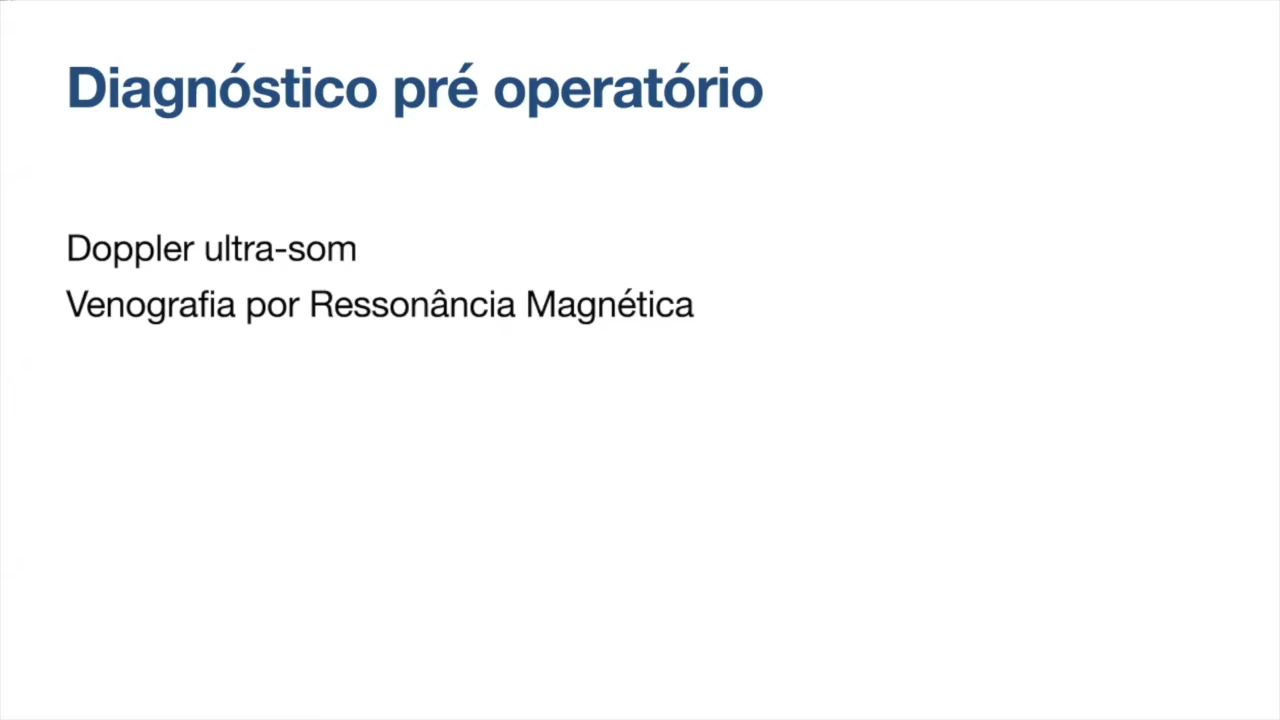 Diagnóstico pré operatório
Doppler ultra-som
Venografia por Ressonância Magnética